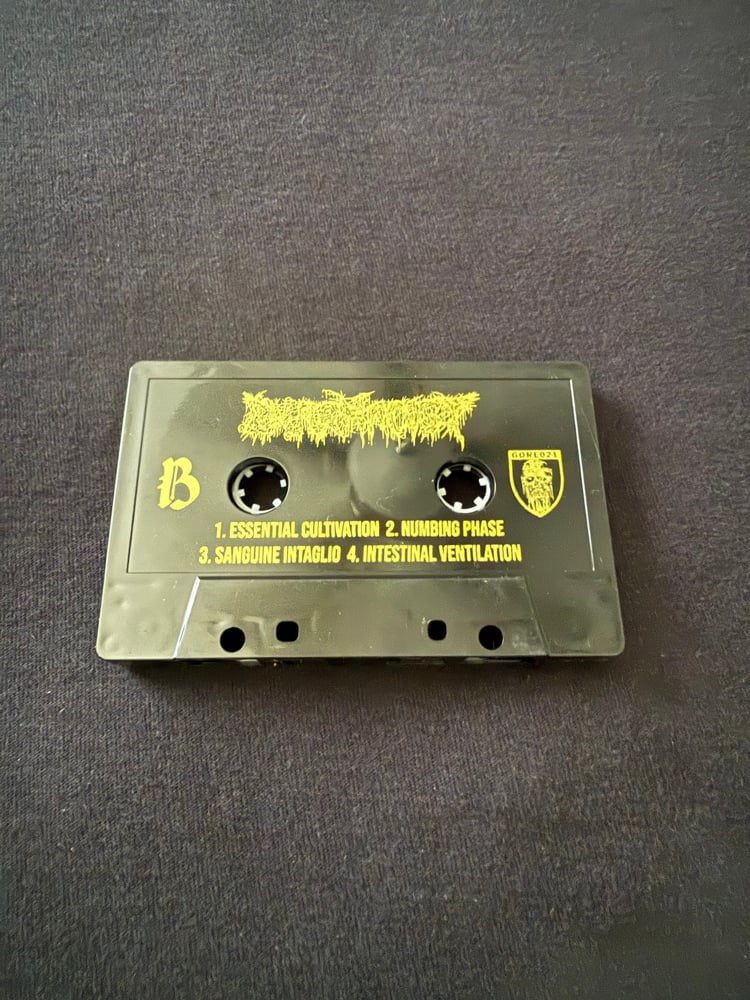 B
GORE021
1. ESSENTIAL CULTIVATION 2. NUMBING PHASE
3. SANGUINE INTAGLIO 4. INTESTINAL VENTILATION